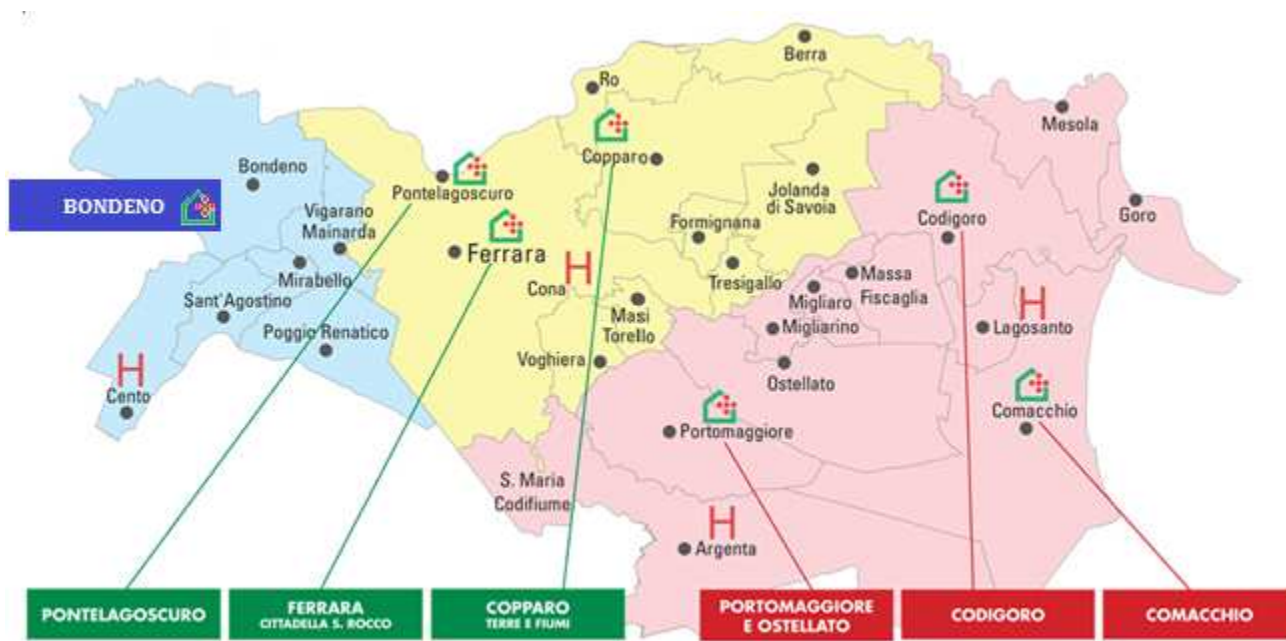 Berra
Ro
Mesola
Copparo
Bondeno
Pontelagoscuro
Jolanda
di Savoia
BONDENO
Vigarano
Mainarda
Formignana
Codigoro
Goro
Ferrara
Mirabello
Cona
H
Tresigallo
Massa
Fiscaglia
Sant'Agostino
Masi
Torello
Migliaro
H
Poggio Renatico
Migliarino
Lagosanto
Voghiera
Ostellato
H
Cento
Comacchio
Portomaggiore
S. Maria
Codifiume
H
Argenta
PONTELAGOSCURO
FERRARA
CITTADELLA S. ROCCO
COPPARO
TERRE E FIUMI
PORTOMAGGIORE
E OSTELLATO
CODIGORO
COMACCHIO